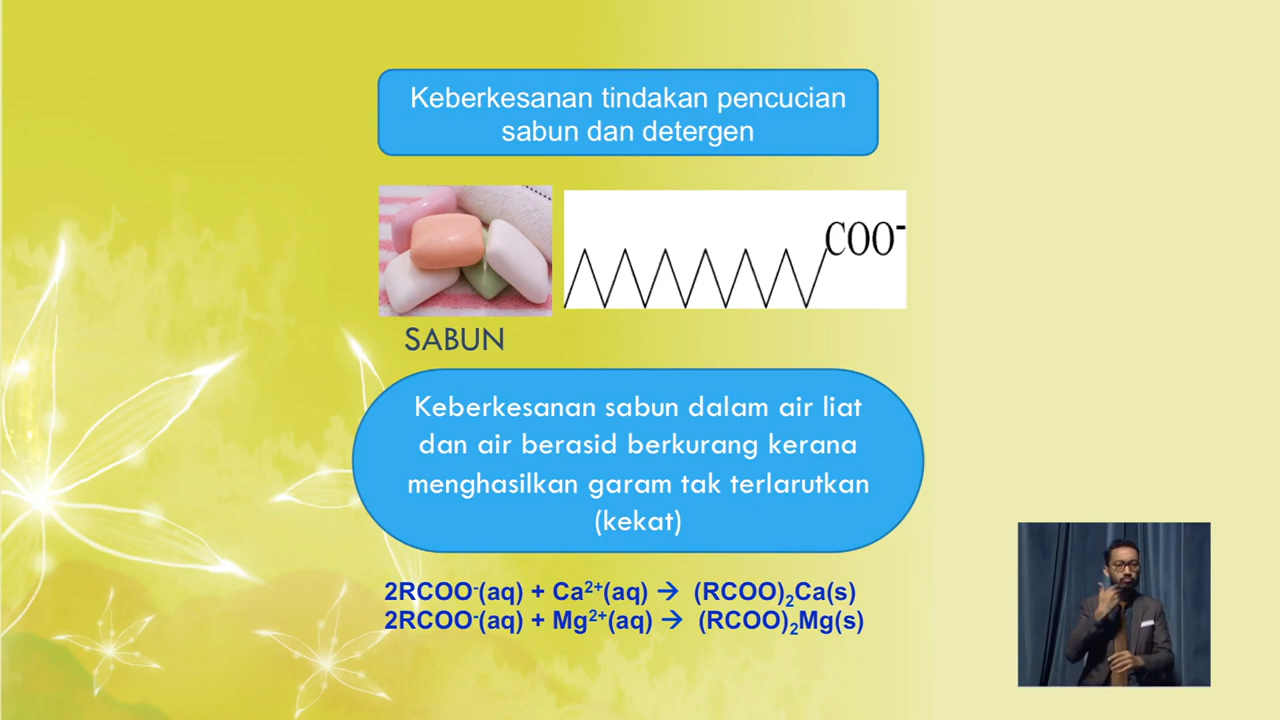 Keberkesanan tindakan pencucian
sabun dan detergen
COO⁻
SABUN
Keberkesanan sabun dalam air liat
dan air berasid berkurang kerana
menghasilkan garam tak terlarutkan
(kekat)
2RCOO⁻(aq) + Ca²⁺(aq) → (RCOO)₂Ca(s)
2RCOO⁻(aq) + Mg²⁺(aq) → (RCOO)₂Mg(s)